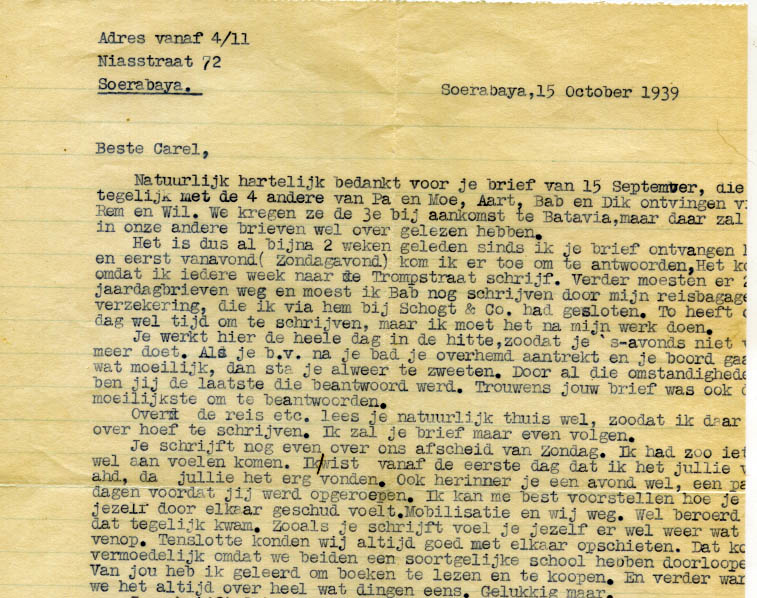 Adres vanaf 4/11
Niasstraat 72
Soerabaya.
Soerabaya,15 October 1939
Beste Carel,
Natuurlijk hartelijk bedankt voor je brief van 15 September, die
tegelijk met de 4 andere van Pa en Moe, Aart, Bab en Dik ontvingen
Rem en Wil. We kregen ze de 3e bij aankomst te Batavia,maar daar zal
in onze andere brieven wel over gelezen hebben.
Het is dus al bijna 2 weken geleden sinds ik je brief ontvangen
en eerst vanavond( Zondagavond) kom ik er toe om te antwoorden,Het
omdat ik iedere week naar de Trompstraat schrijf. Verder moesten er
jaardagbrieven weg en moest ik Bab nog schrijven door mijn reisbagage
verzekering, die ik via hem bij Schogt & Co. had gesloten. To heeft
dag wel tijd om te schrijven, maar ik moet het na mijn werk doen.
Je werkt hier de heele dag in de hitte,zoodat je `s-avonds niet
meer doet. Als je b.v. na je bad je overhemd aantrekt en je boord
wat moeilijk, dan sta je alweer te zweeten. Door al die omstandighede
ben jij de laatste die beantwoord werd. Trouwens jouw brief was ook
moeilijkste om te beantwoorden.
Over de reis etc. lees je natuurlijk thuis wel, zoodat ik daar
over hoef te schrijven. Ik zal je brief maar even volgen.
Je schrijft nog even over ons afscheid van Zondag. Ik had zoo
wel aan voelen komen. Ik/wist vanaf de eerste dag dat ik het jullie
ahd, da jullie het erg vonden. Ook herinner je een avond wel, een
dagen voordat jij werd opgeroepen. Ik kan me best voorstellen hoe je
jezelf door elkaar geschud voelt.Mobilisatie en wij weg. Wel beroerd
dat tegelijk kwam. Zooals je schrijft voel je jezelf er wel weer wat
venop. Tenslotte konden wij altijd goed met elkaar opschieten. Dat
vermoedelijk omdat we beiden een soortgelijke school hebben doorloope
Van jou heb ik geleerd om boeken te lezen en te koopen. En verder
we het altijd over heel wat dingen eens. Gelukkig maar.